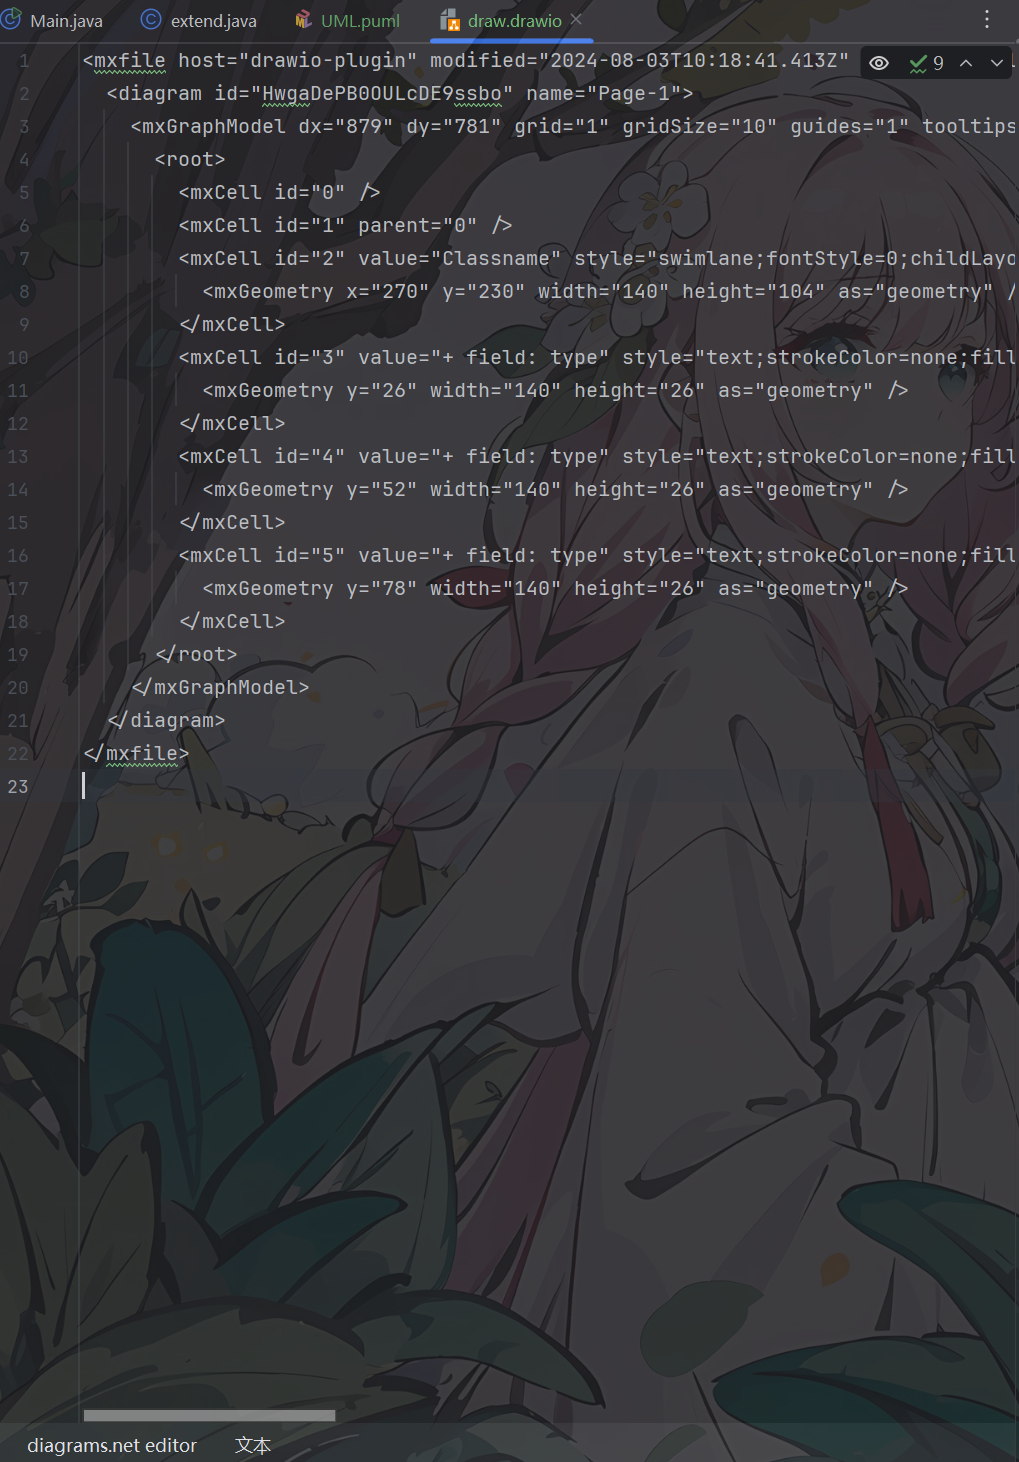 Main.java extend.java UML.puml draw.drawio
9
1 <mxfile host="drawio-plugin" modified="2024-08-03T10:18:41.413Z"
2 <diagram id="HwgaDePB0OULcDE9ssbo" name="Page-1">
3 <mxGraphModel dx="879" dy="781" grid="1" gridSize="10" guides="1" tooltips
4 <root>
5 <mxCell id="0" />
6 <mxCell id="1" parent="0" />
7 <mxCell id="2" value="Classname" style="swimlane;fontStyle=0;childLayo
8 <mxGeometry x="270" y="230" width="140" height="104" as="geometry" /
9 </mxCell>
10 <mxCell id="3" value="+ field: type" style="text;strokeColor=none;fill
11 <mxGeometry y="26" width="140" height="26" as="geometry" />
12 </mxCell>
13 <mxCell id="4" value="+ field: type" style="text;strokeColor=none;fill
14 <mxGeometry y="52" width="140" height="26" as="geometry" />
15 </mxCell>
16 <mxCell id="5" value="+ field: type" style="text;strokeColor=none;fill
17 <mxGeometry y="78" width="140" height="26" as="geometry" />
18 </mxCell>
19 </root>
20 </mxGraphModel>
21 </diagram>
22 </mxfile>
23
diagrams.net editor 文本